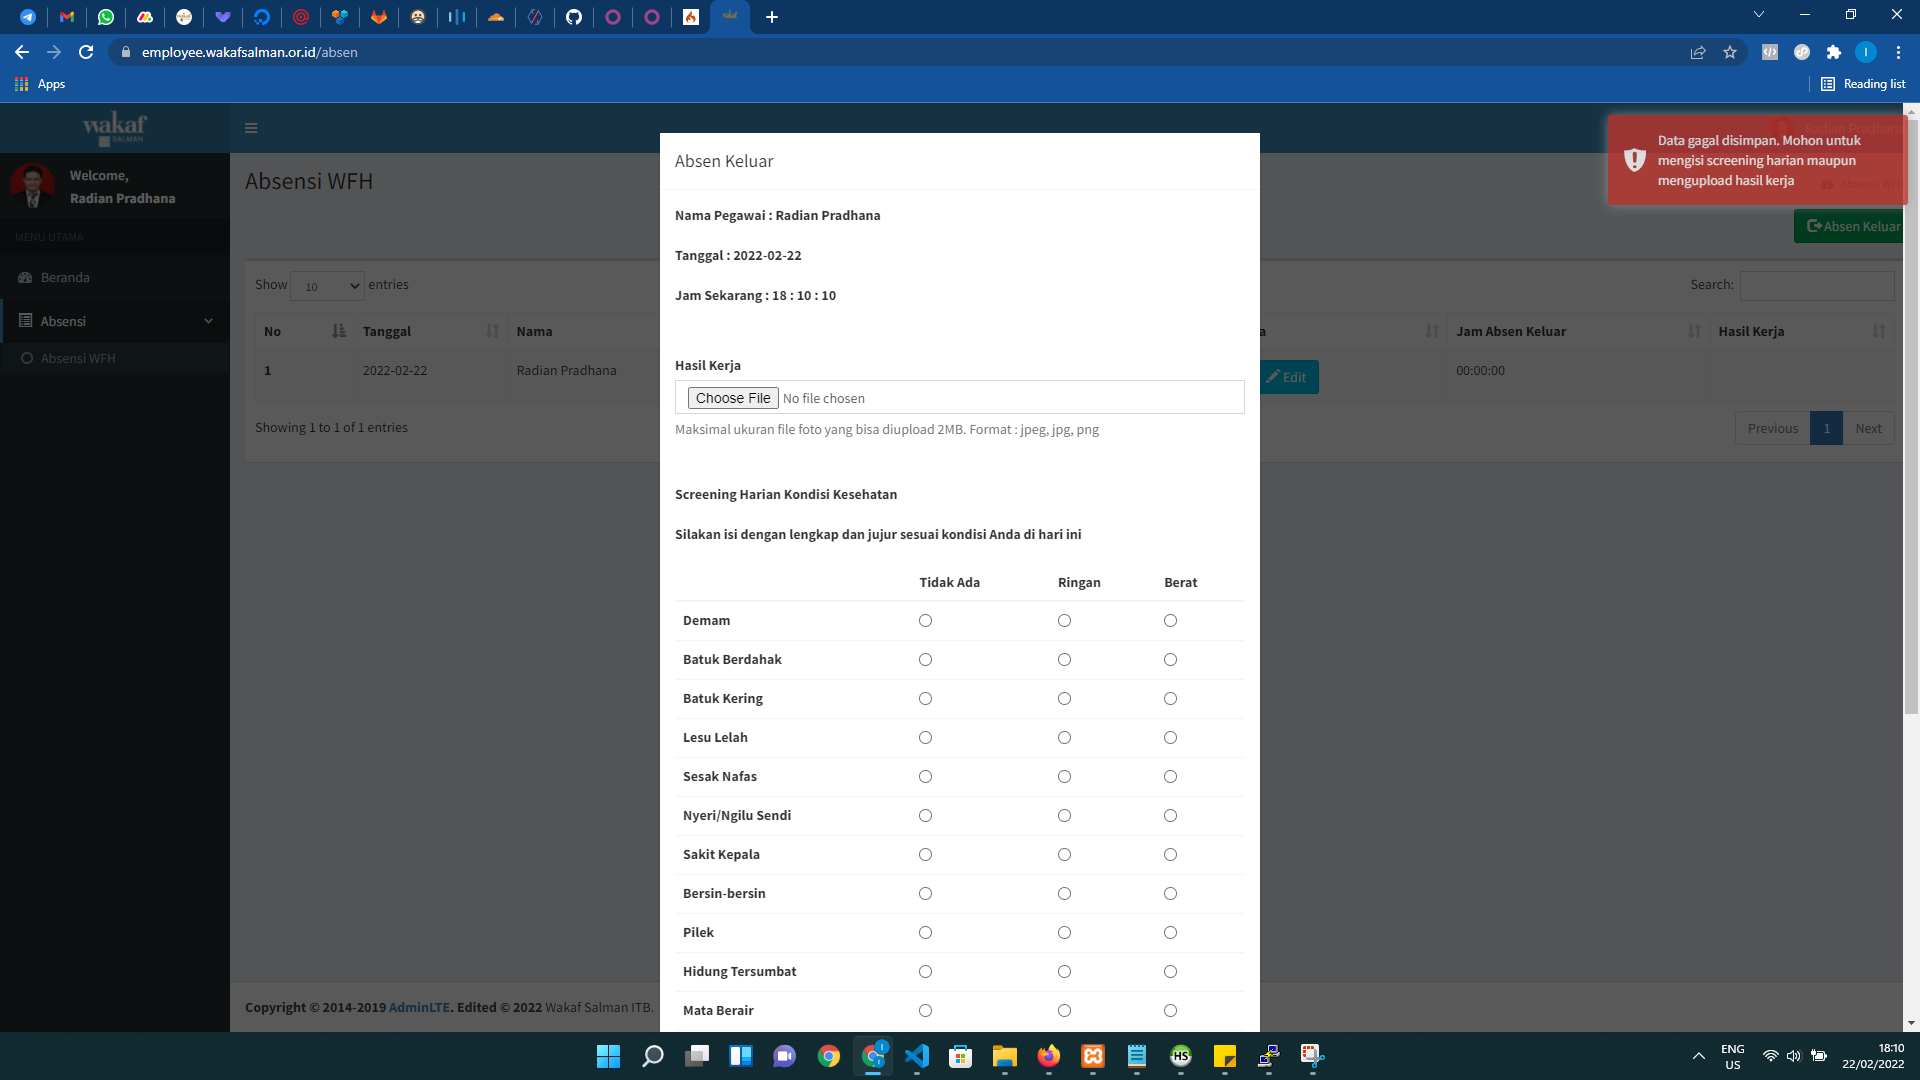 employee.wakafsalman.or.id/absen
Apps
Reading list
wakaf
SALMAN
Welcome,
Radian Pradhana
MENU UTAMA
Beranda
Absensi
Absensi WFH
Absensi WFH
Data gagal disimpan. Mohon untuk
mengisi screening harian maupun
mengupload hasil kerja
Absen Keluar
Show 10 entries
Search:
No Tanggal Nama Jam Absen Keluar Hasil Kerja
1 2022-02-22 Radian Pradhana Edit 00:00:00
Showing 1 to 1 of 1 entries
Previous 1 Next
Absen Keluar
Nama Pegawai : Radian Pradhana
Tanggal : 2022-02-22
Jam Sekarang : 18 : 10 : 10
Hasil Kerja
Choose File No file chosen
Maksimal ukuran file foto yang bisa diupload 2MB. Format : jpeg, jpg, png
Screening Harian Kondisi Kesehatan
Silakan isi dengan lengkap dan jujur sesuai kondisi Anda di hari ini
Tidak Ada Ringan Berat
Demam
Batuk Berdahak
Batuk Kering
Lesu Lelah
Sesak Nafas
Nyeri/Ngilu Sendi
Sakit Kepala
Bersin-bersin
Pilek
Hidung Tersumbat
Mata Berair
Copyright © 2014-2019 AdminLTE. Edited © 2022 Wakaf Salman ITB.
ENG
US
18:10
22/02/2022